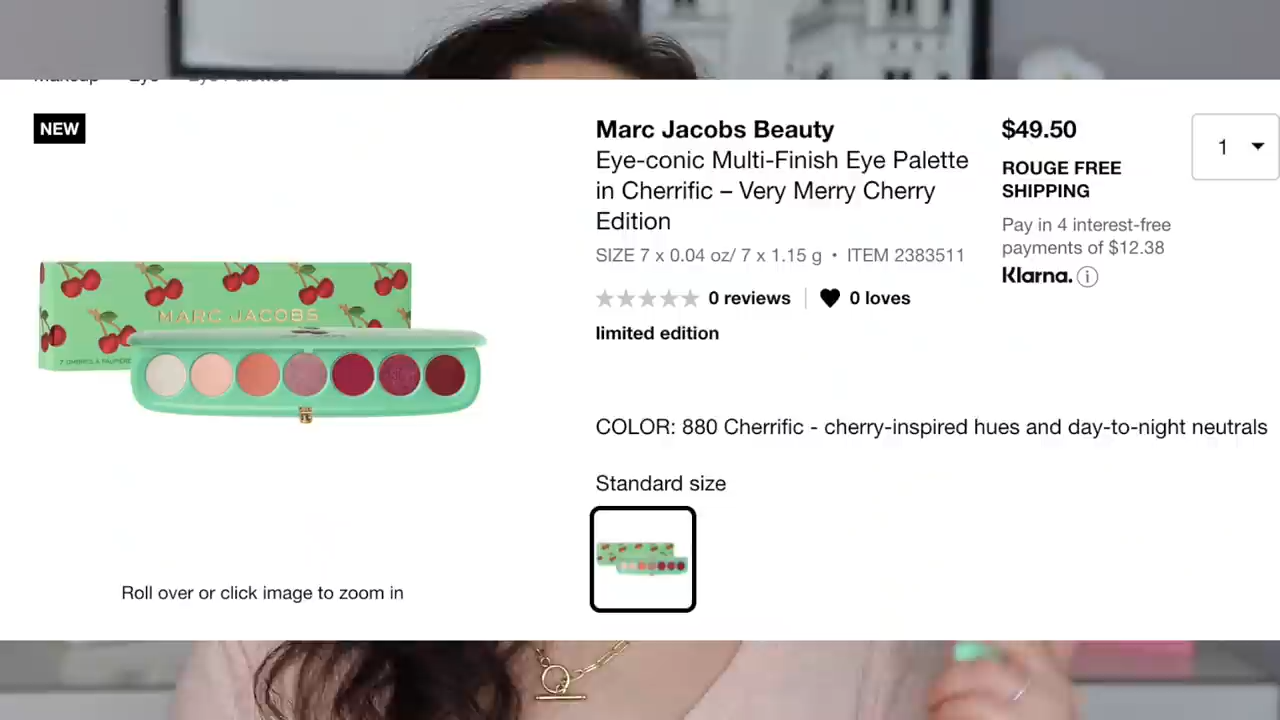 NEW
Marc Jacobs Beauty
Eye-conic Multi-Finish Eye Palette
in Cherrific – Very Merry Cherry
Edition
SIZE 7 x 0.04 oz/ 7 x 1.15 g • ITEM 2383511
0 reviews
0 loves
limited edition
$49.50
ROUGE FREE
SHIPPING
Pay in 4 interest-free
payments of $12.38
Klarna.
1
MARC JACOBS
COLOR: 880 Cherrific - cherry-inspired hues and day-to-night neutrals
Standard size
Roll over or click image to zoom in